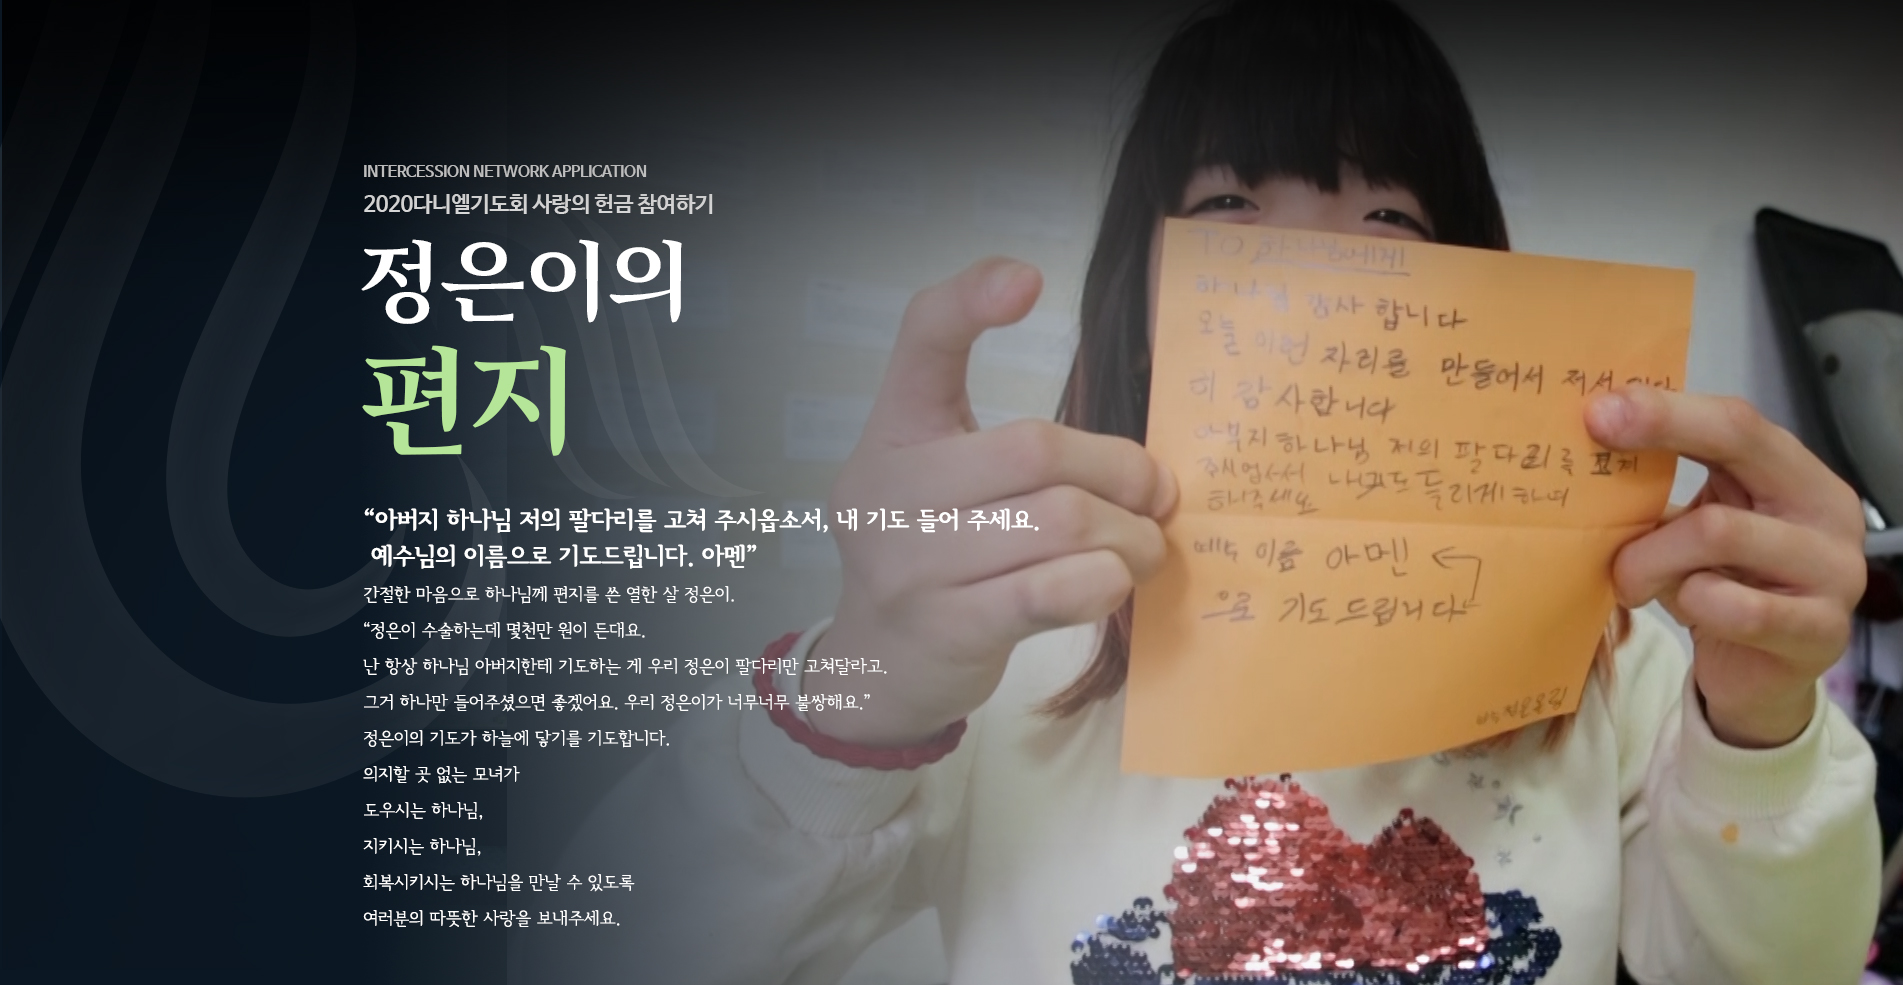 INTERCESSION NETWORK APPLICATION
2020다니엘기도회 사랑의 헌금 참여하기
정은이의
편지
“아버지 하나님 저의 팔다리를 고쳐 주시옵소서, 내 기도 들어 주세요.
예수님의 이름으로 기도드립니다. 아멘”
간절한 마음으로 하나님께 편지를 쓴 열한 살 정은이.
“정은이 수술하는데 몇천만 원이 든대요.
난 항상 하나님 아버지한테 기도하는 게 우리 정은이 팔다리만 고쳐달라고.
그거 하나만 들어주셨으면 좋겠어요. 우리 정은이가 너무너무 불쌍해요.”
정은이의 기도가 하늘에 닿기를 기도합니다.
의지할 곳 없는 모녀가
도우시는 하나님,
지키시는 하나님,
회복시키시는 하나님을 만날 수 있도록
여러분의 따뜻한 사랑을 보내주세요.
TO 하나님에게
하나님 감사 합니다
오늘 이런 자리를 만들어서 저서
히 감사합니다
아부지 하나님 저의 팔다리를
주시업소서 내 들리게 하여
하나주세요
예수 이름 아멘!!
으로 기도드립니다